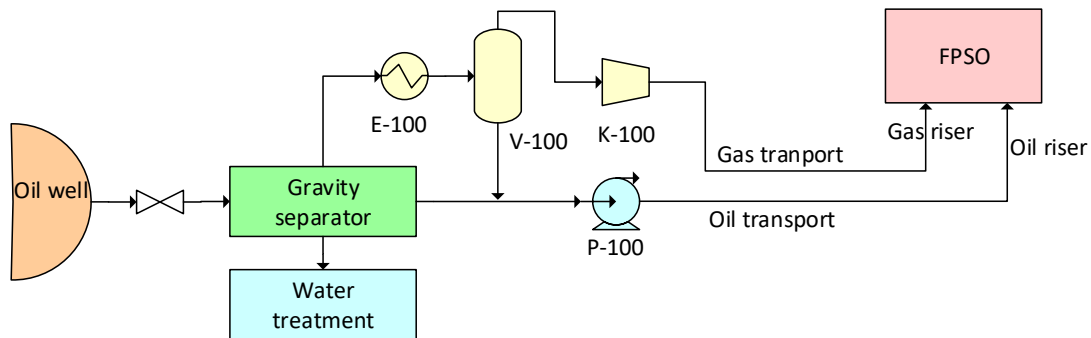 FPSO
E-100
V-100
K-100
Gas riser
Oil riser
Gas tranport
Oil well
Gravity
separator
Oil transport
P-100
Water
treatment